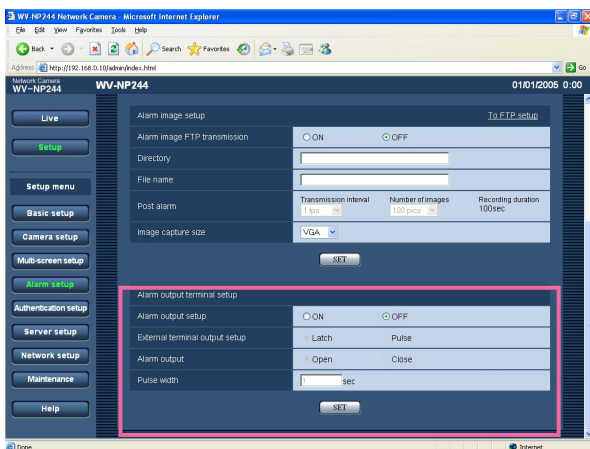 WV-NP244 Network Camera - Microsoft Internet Explorer
File Edit View Favorites Tools Help
Back Search Favorites
Address http://192.168.0.10/admin/index.html Go
Network Camera
WV-NP244
WV-NP244 01/01/2005 0:00
Live
Setup
Setup menu
Basic setup
Camera setup
Multi-screen setup
Alarm setup
Authentication setup
Server setup
Network setup
Maintenance
Help
Alarm image setup To FTP setup
Alarm image FTP transmission ON OFF
Directory
File name
Post alarm
Transmission interval Number of images Recording duration
1 fps 100 pics 100sec
Image capture size VGA
SET
Alarm output terminal setup
Alarm output setup ON OFF
External terminal output setup Latch Pulse
Alarm output Open Close
Pulse width 1 sec
SET
Done Internet